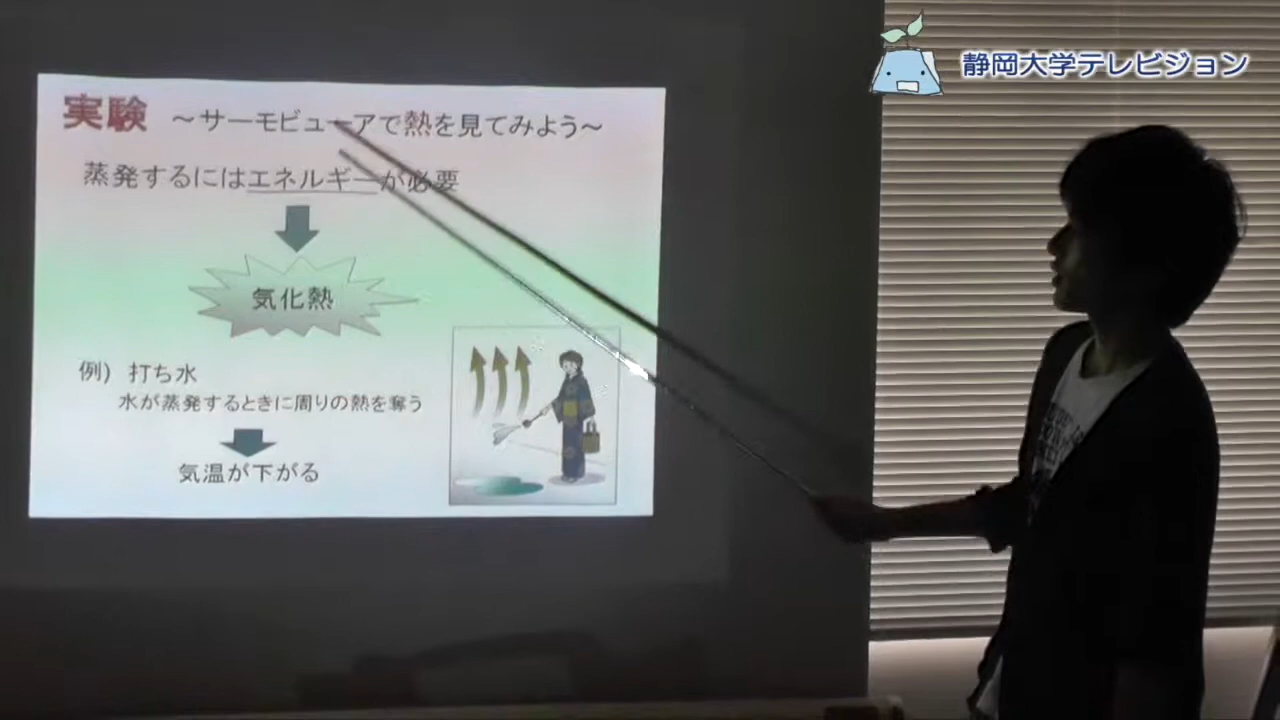 静岡大学テレビジョン
実験 ～サーモビューアで熱を見てみよう～
蒸発するにはエネルギーが必要
気化熱
例) 打ち水
水が蒸発するときに周りの熱を奪う
気温が下がる